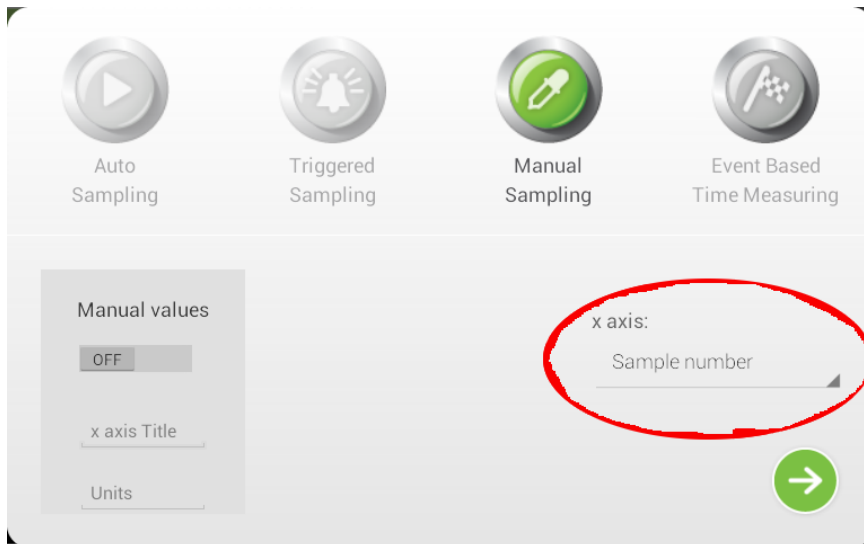 Auto
Sampling
Triggered
Sampling
Manual
Sampling
Event Based
Time Measuring
Manual values
OFF
x axis Title
Units
x axis:
Sample number